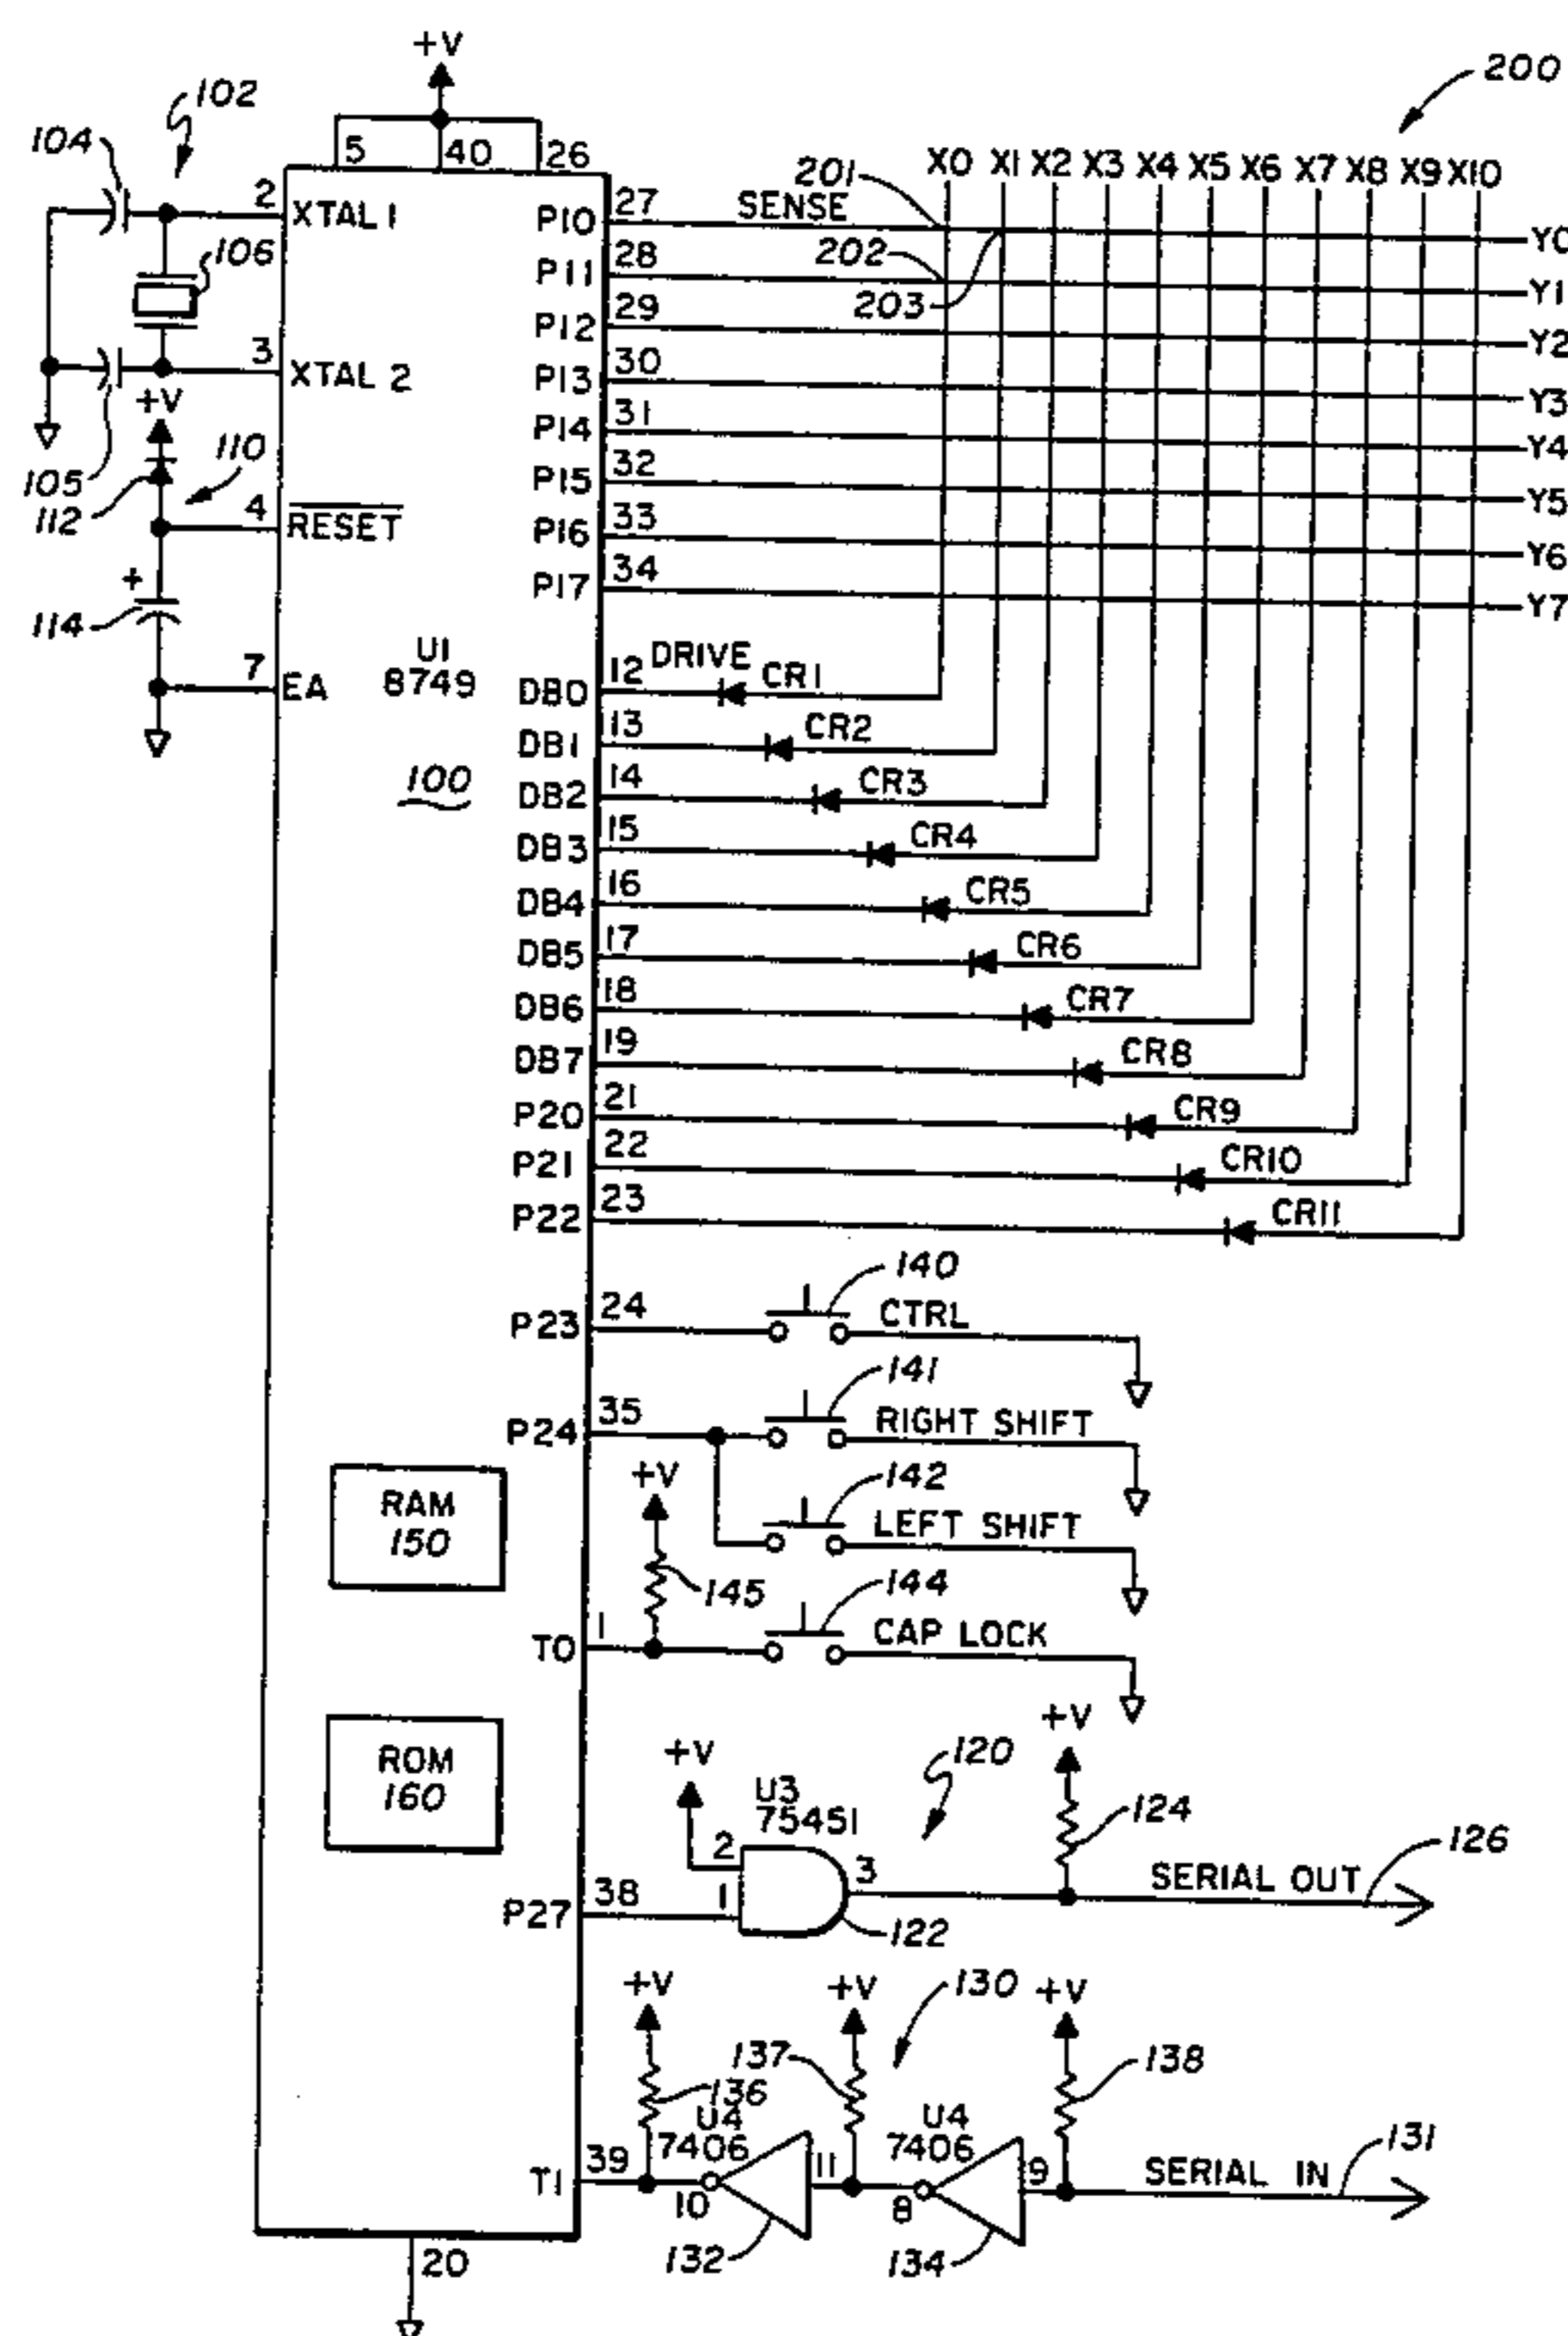 +V
200
102
104
5 40 26
X0 X1 X2 X3 X4 X5 X6 X7 X8 X9 X10
201
2 XTAL 1
P10 27 SENSE Y0
106
P11 28 202 Y1
203
P12 29 Y2
3 XTAL 2
P13 30 Y3
+V
P14 31 Y4
110
105
P15 32 Y5
112
4 RESET
P16 33 Y6
+
P17 34 Y7
114
U1
8749
7 EA
DB0 12 DRIVE CR1
DB1 13 CR2
100
DB2 14 CR3
DB3 15 CR4
DB4 16 CR5
DB5 17 CR6
DB6 18 CR7
DB7 19 CR8
P20 21 CR9
P21 22 CR10
P22 23 CR11
140
P23 24 CTRL
141
P24 35 RIGHT SHIFT
+V
142
RAM
150
LEFT SHIFT
145
144
T0 1 CAP LOCK
+V
+V
120
ROM
160
U3
75451
124
2
126
3 SERIAL OUT
P27 38 1
122
+V +V 130 +V
137
138
136
U4
7406
U4
7406
131
T1 39 10 11 8 9 SERIAL IN
132 134
20